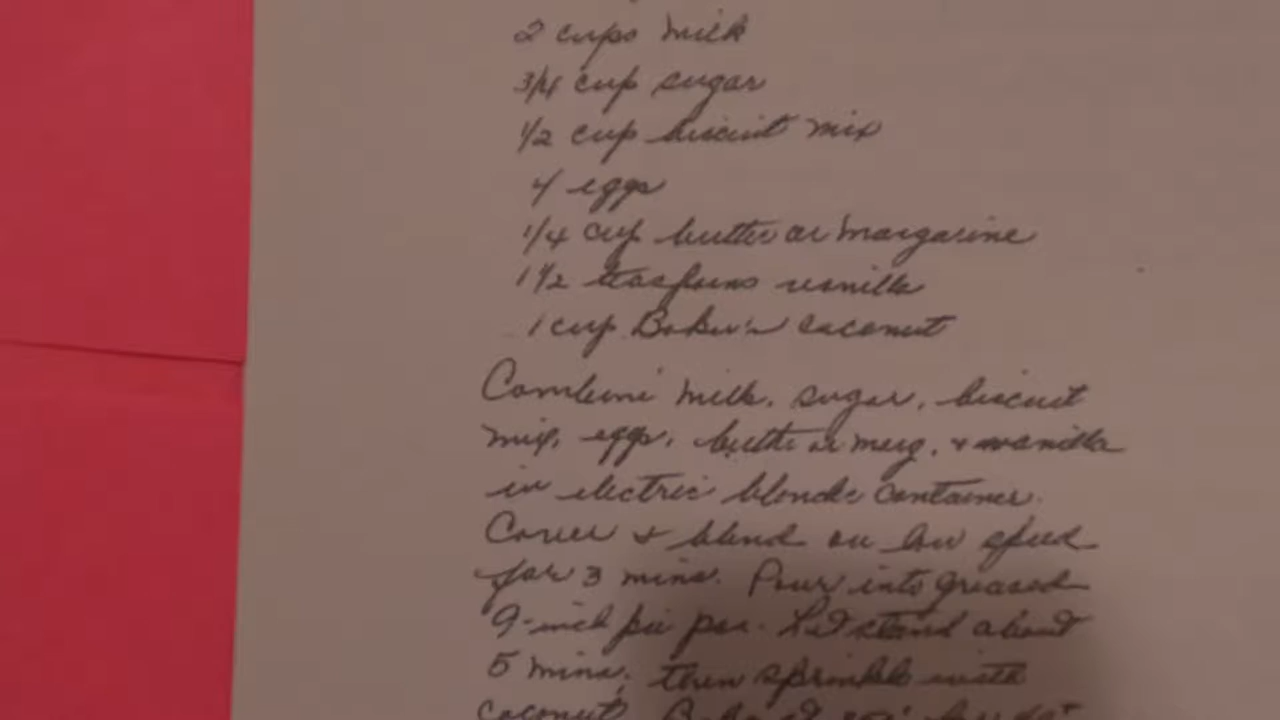 2 cups milk
3/4 cup sugar
1/2 cup biscuit mix
4 eggs
1/4 cup butter or margarine
1 1/2 teaspoons vanilla
1 cup Baker's coconut
Combine milk, sugar, biscuit
mix, eggs, butter or marg, & vanilla
in electric blender container.
Cover & blend on low speed
for 3 mins. Pour into greased
9-inch pie pan. Let stand about
5 mins, then sprinkle with
coconut. Bake at